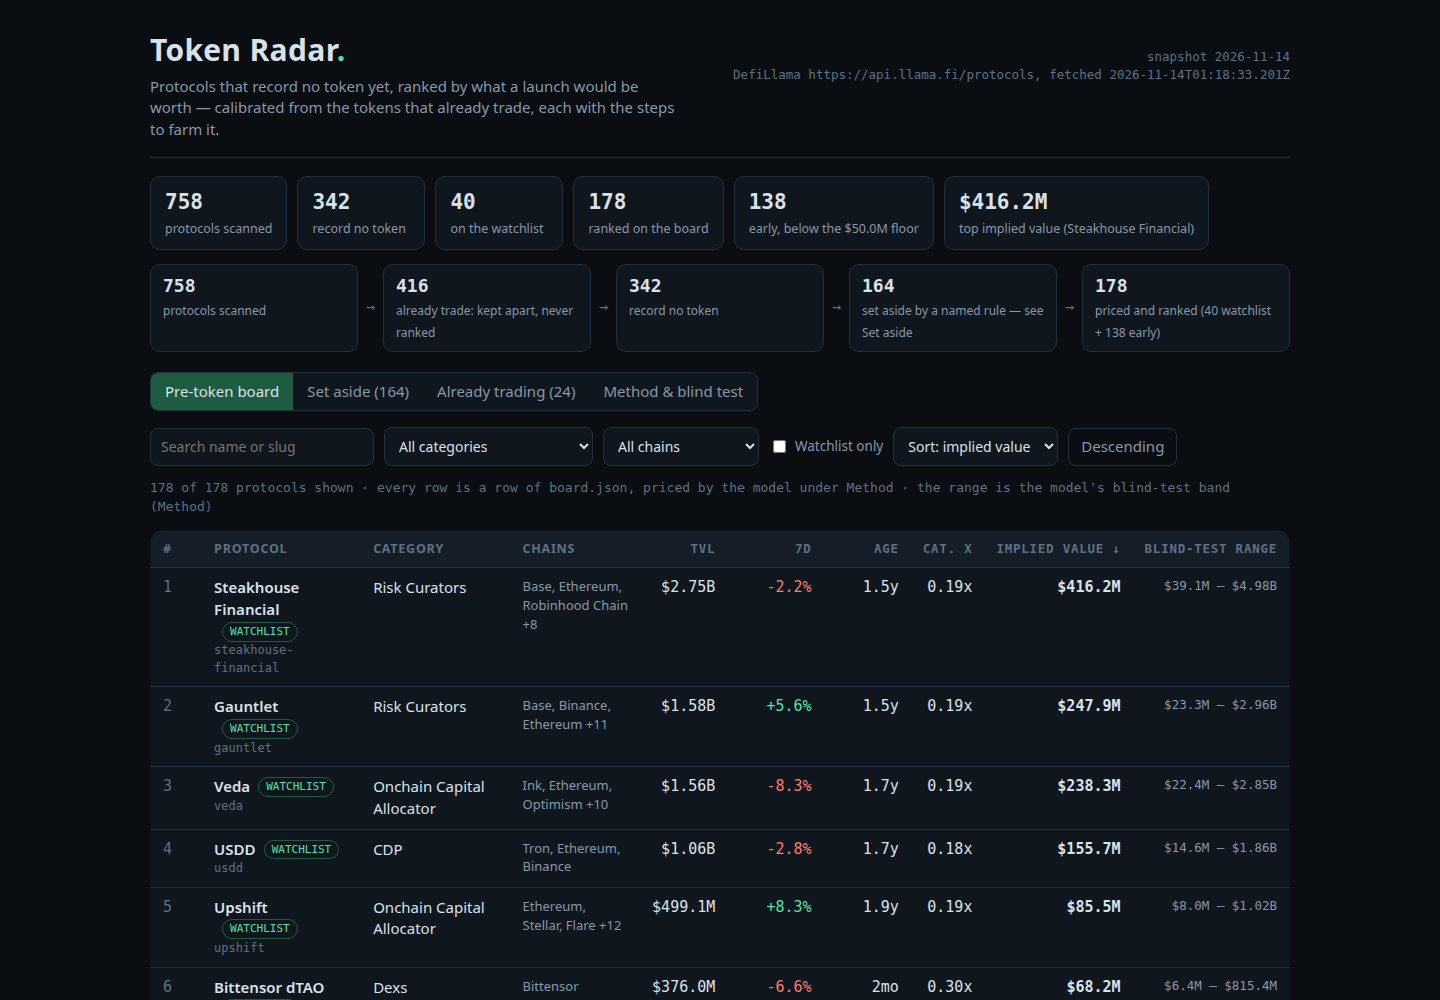 Token Radar.
Protocols that record no token yet, ranked by what a launch would be
worth — calibrated from the tokens that already trade, each with the steps
to farm it.
snapshot 2026-11-14
DefiLlama https://api.llama.fi/protocols, fetched 2026-11-14T01:18:33.201Z
758
protocols scanned
342
record no token
40
on the watchlist
178
ranked on the board
138
early, below the $50.0M floor
$416.2M
top implied value (Steakhouse Financial)
758
protocols scanned
→
416
already trade: kept apart, never
ranked
→
342
record no token
→
164
set aside by a named rule — see
Set aside
→
178
priced and ranked (40 watchlist
+ 138 early)
Pre-token board Set aside (164) Already trading (24) Method & blind test
Search name or slug All categories All chains Watchlist only Sort: implied value Descending
178 of 178 protocols shown · every row is a row of board.json, priced by the model under Method · the range is the model's blind-test band
(Method)
# PROTOCOL CATEGORY CHAINS TVL 7D AGE CAT. X IMPLIED VALUE ↓ BLIND-TEST RANGE
1 Steakhouse Risk Curators Base, Ethereum, $2.75B -2.2% 1.5y 0.19x $416.2M $39.1M — $4.98B
Financial Robinhood Chain
WATCHLIST +8
steakhouse-
financial
2 Gauntlet Risk Curators Base, Binance, $1.58B +5.6% 1.5y 0.19x $247.9M $23.3M — $2.96B
WATCHLIST Ethereum +11
gauntlet
3 Veda WATCHLIST Onchain Capital Ink, Ethereum, $1.56B -8.3% 1.7y 0.19x $238.3M $22.4M — $2.85B
veda Allocator Optimism +10
4 USDD WATCHLIST CDP Tron, Ethereum, $1.06B -2.8% 1.7y 0.18x $155.7M $14.6M — $1.86B
usdd Binance
5 Upshift Onchain Capital Ethereum, $499.1M +8.3% 1.9y 0.19x $85.5M $8.0M — $1.02B
WATCHLIST Allocator Stellar, Flare +12
upshift
6 Bittensor dTAO Dexs Bittensor $376.0M -6.6% 2mo 0.30x $68.2M $6.4M — $815.4M